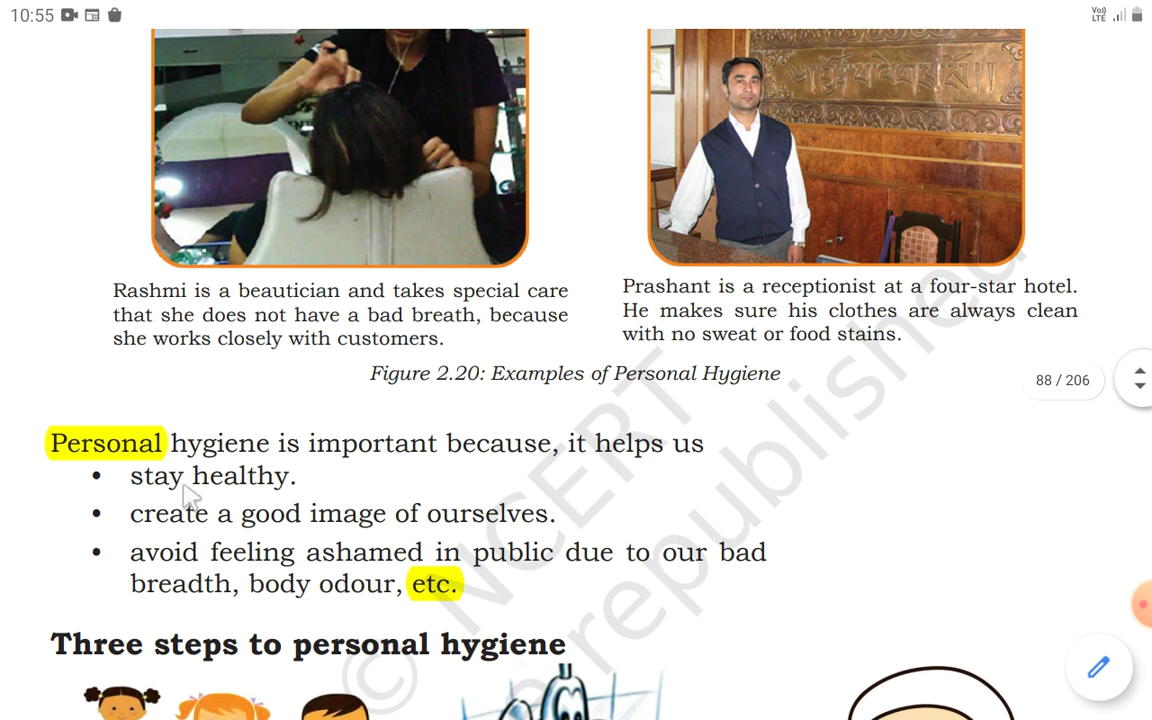 10:55
Vo))
LTE
Rashmi is a beautician and takes special care
that she does not have a bad breath, because
she works closely with customers.
Prashant is a receptionist at a four-star hotel.
He makes sure his clothes are always clean
with no sweat or food stains.
Figure 2.20: Examples of Personal Hygiene
88 / 206
Personal hygiene is important because, it helps us
• stay healthy.
• create a good image of ourselves.
• avoid feeling ashamed in public due to our bad
breadth, body odour, etc.
Three steps to personal hygiene
© NCERT
republished